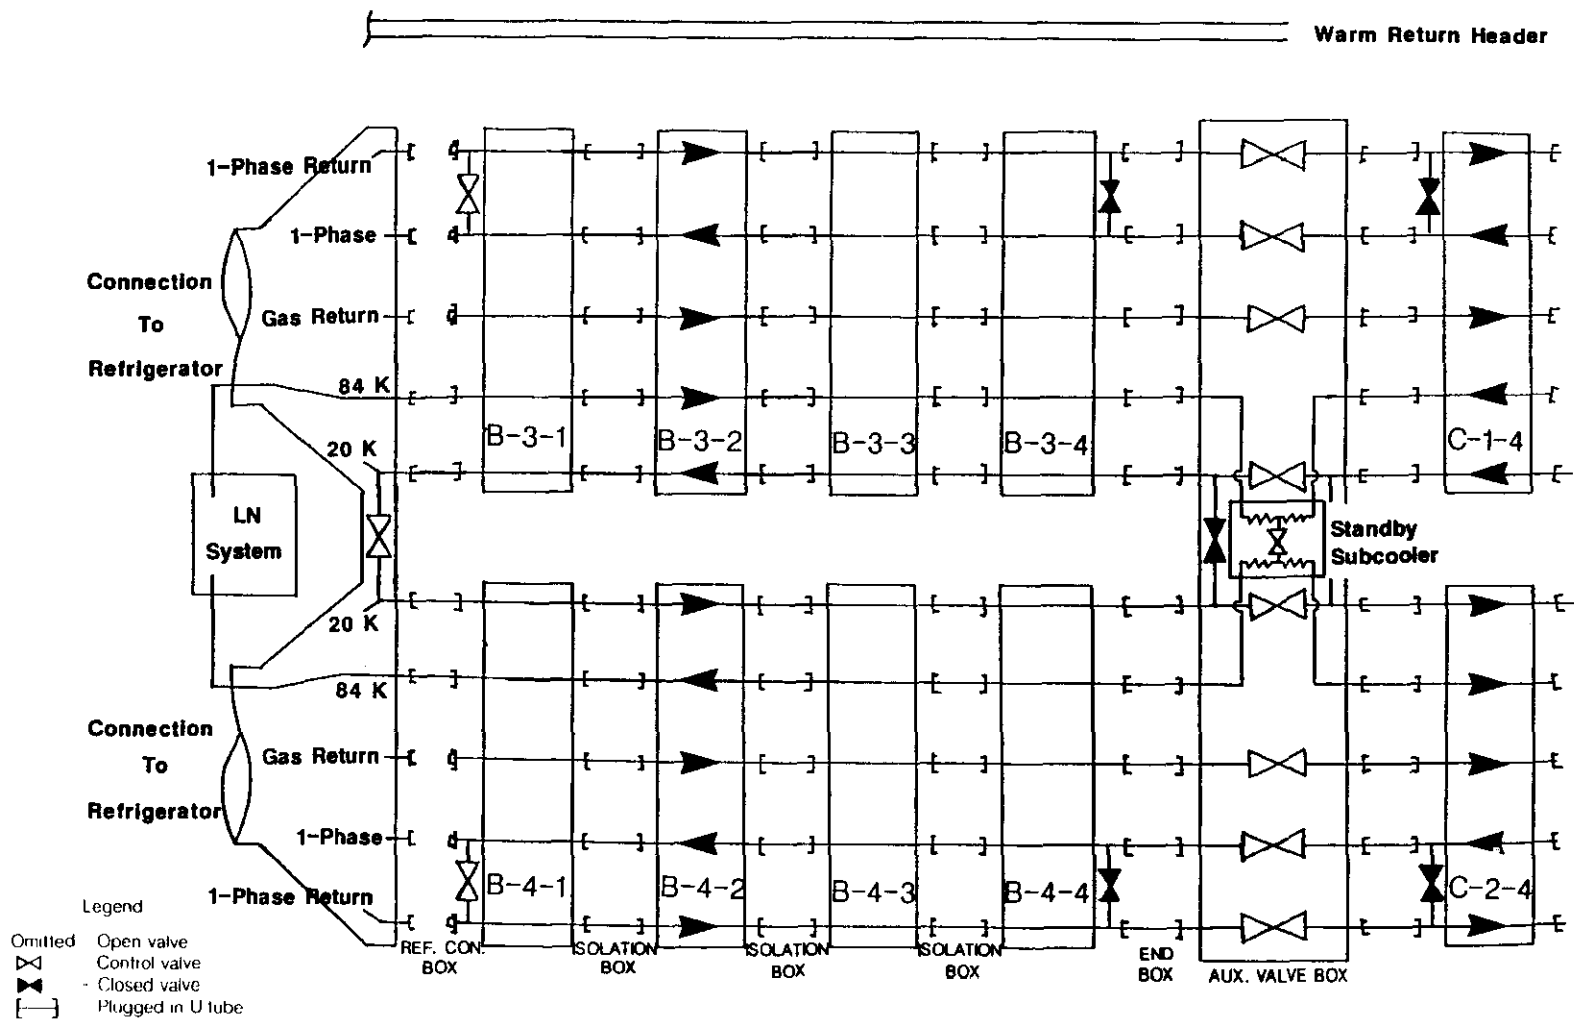 Warm Return Header
1-Phase Return
1-Phase
Connection
To
Refrigerator
Gas Return
84 K
20 K
B-3-1
B-3-2
B-3-3
B-3-4
C-1-4
LN
System
Standby
Subcooler
20 K
84 K
Connection
To
Refrigerator
Gas Return
1-Phase
1-Phase Return
B-4-1
B-4-2
B-4-3
B-4-4
C-2-4
REF. CON.
BOX
ISOLATION
BOX
ISOLATION
BOX
ISOLATION
BOX
END
BOX
AUX. VALVE BOX
Legend
Omitted Open valve
Control valve
- Closed valve
Plugged in U tube